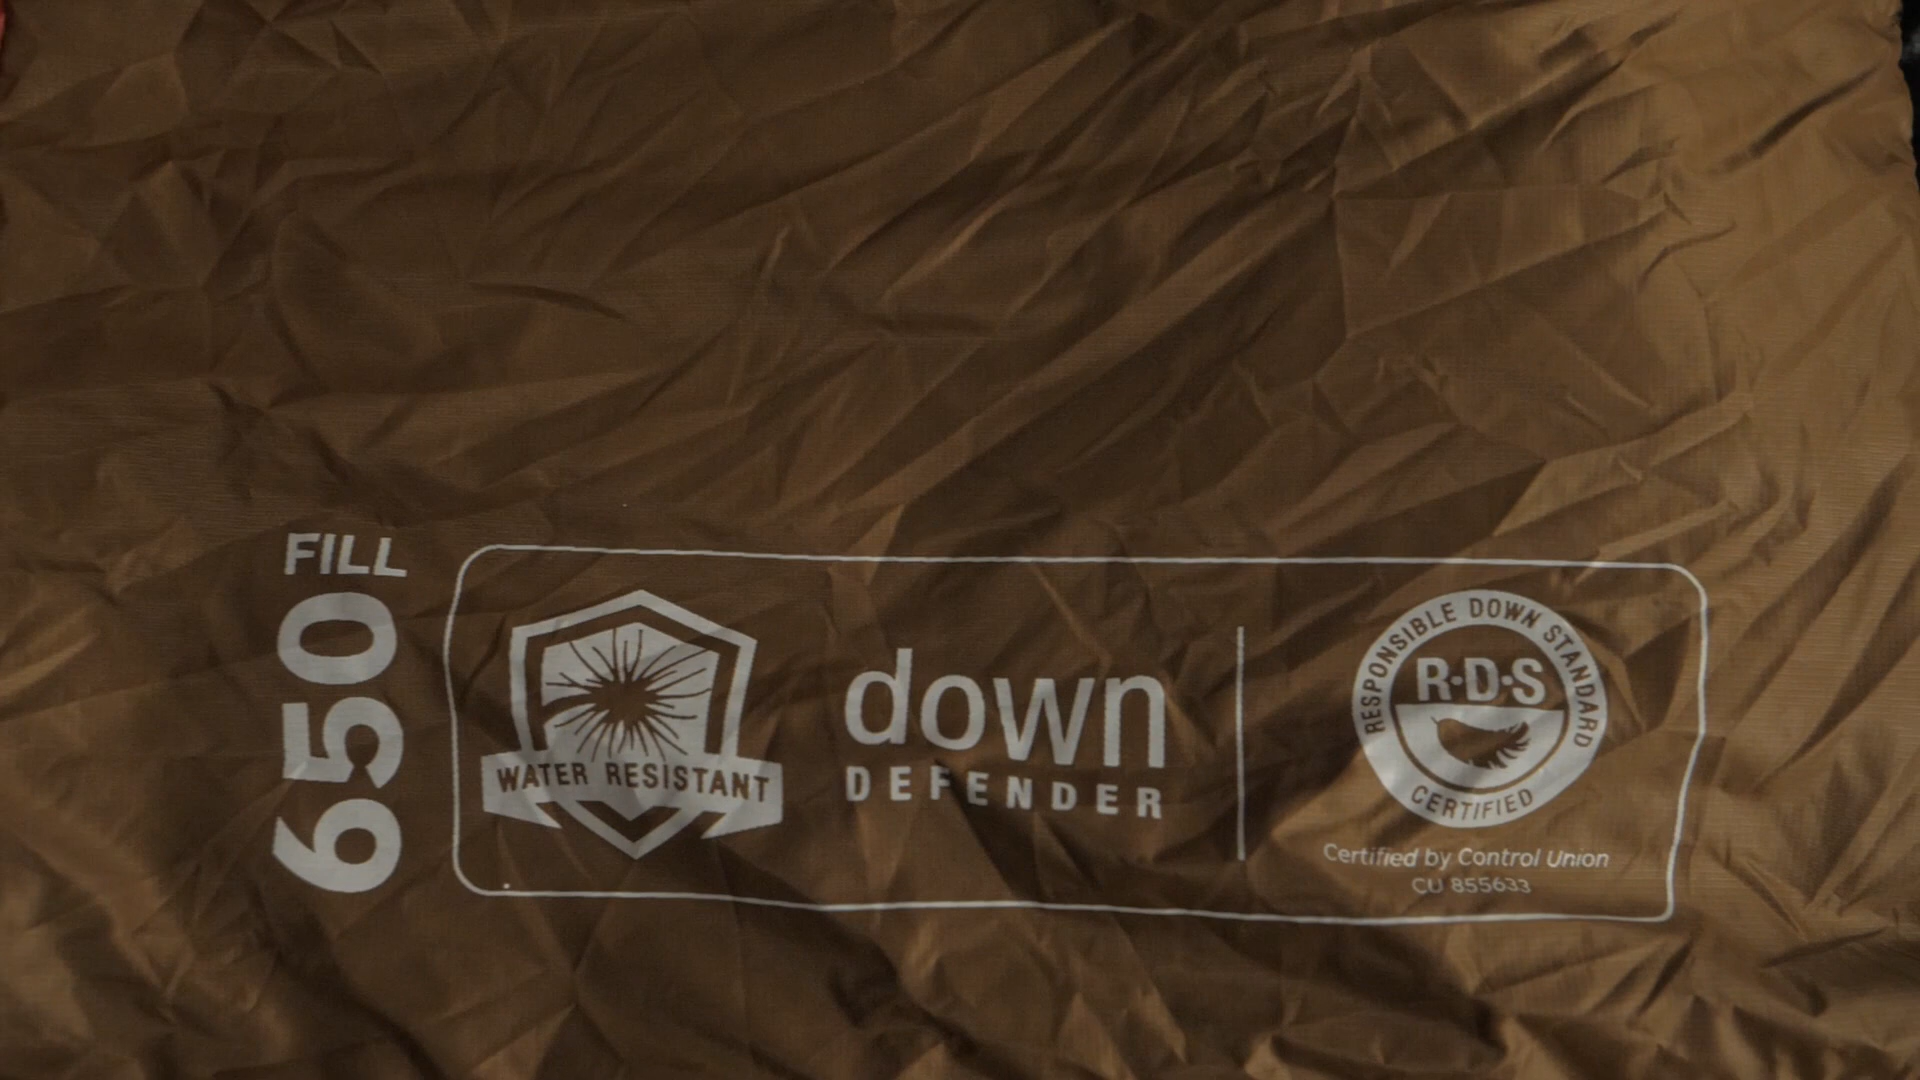 650 FILL
WATER RESISTANT
down
DEFENDER
RESPONSIBLE DOWN STANDARD
R·D·S
CERTIFIED
Certified by Control Union
CU 855633